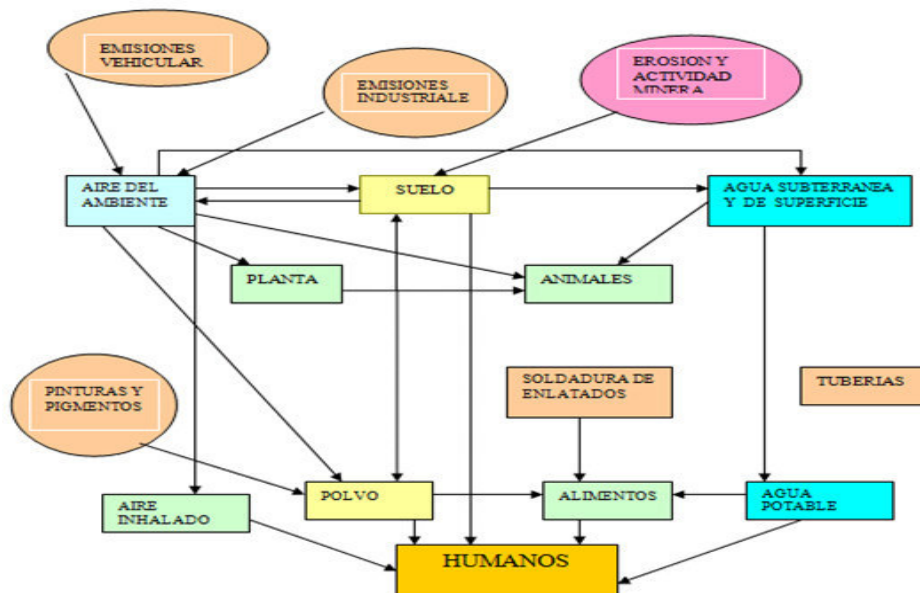 EMISIONES
VEHICULAR
EMISIONES
INDUSTRIALE
EROSION Y
ACTIVIDAD
MINERA
AIRE DEL
AMBIENTE
SUELO
AGUA SUBTERRANEA
Y DE SUPERFICIE
PLANTA
ANIMALES
PINTURAS Y
PIGMENTOS
SOLDADURA DE
ENLATADOS
TUBERIAS
AIRE
INHALADO
POLVO
ALIMENTOS
AGUA
POTABLE
HUMANOS